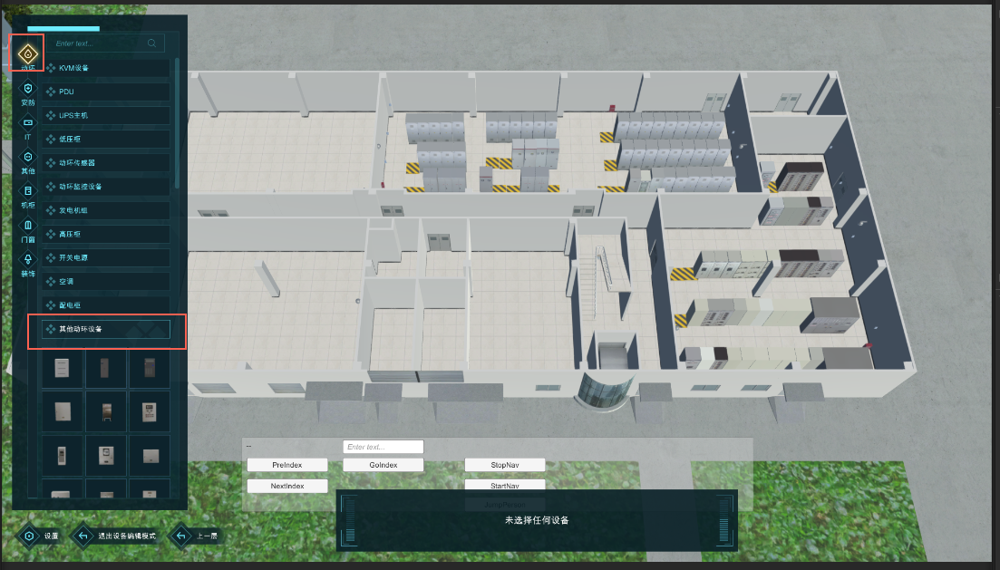 Enter text...
动环
KVM设备
PDU
安防
UPS主机
IT
低压柜
动环传感器
其他
动环监控设备
机柜
发电机组
高压柜
门窗
开关电源
装饰
空调
配电柜
其他动环设备
--
Enter text...
PreIndex
GoIndex
StopNav
NextIndex
StartNav
未选择任何设备
设置
退出设备编辑模式
上一层